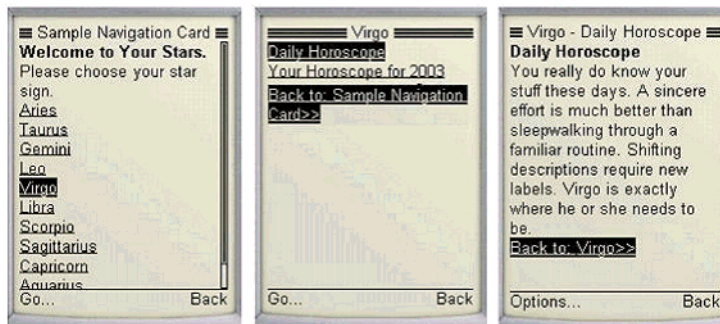 Sample Navigation Card
Welcome to Your Stars.
Please choose your star
sign.
Aries
Taurus
Gemini
Leo
Virgo
Libra
Scorpio
Sagittarius
Capricorn
Aquarius
Go... Back
Virgo
Daily Horoscope
Your Horoscope for 2003
Back to: Sample Navigation
Card>>
Go... Back
Virgo - Daily Horoscope
Daily Horoscope
You really do know your
stuff these days. A sincere
effort is much better than
sleepwalking through a
familiar routine. Shifting
descriptions require new
labels. Virgo is exactly
where he or she needs to
be.
Back to: Virgo>>
Options... Back